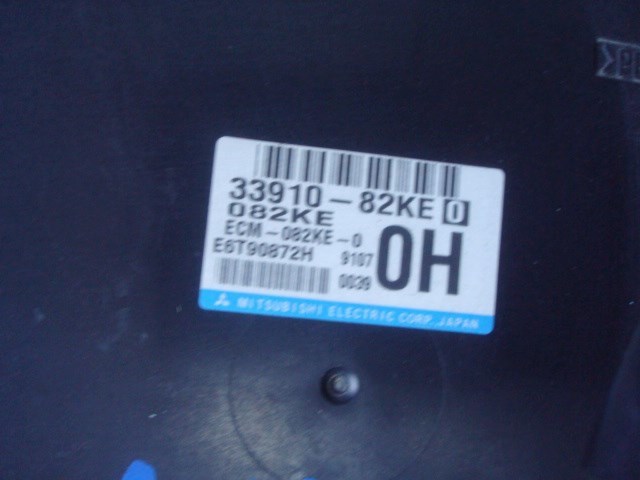 33910-82KE 0
082KE
ECM-082KE-0
E6T90872H 9107
0H
0039
MITSUBISHI ELECTRIC CORP. JAPAN